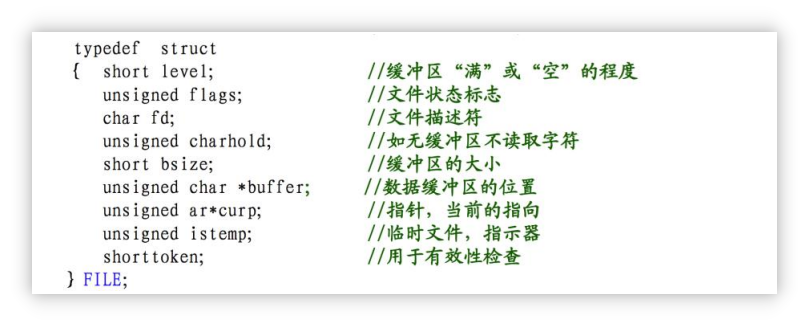 typedef struct
{ short level; //缓冲区“满”或“空”的程度
unsigned flags; //文件状态标志
char fd; //文件描述符
unsigned charhold; //如无缓冲区不读取字符
short bsize; //缓冲区的大小
unsigned char *buffer; //数据缓冲区的位置
unsigned ar*curp; //指针，当前的指向
unsigned istemp; //临时文件，指示器
shorttoken; //用于有效性检查
} FILE;